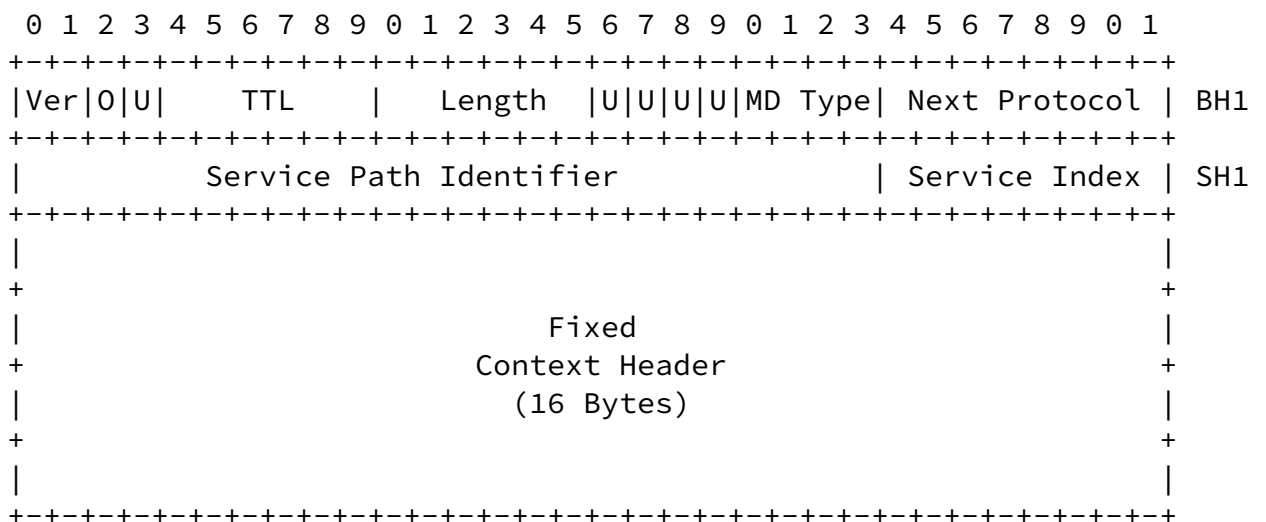 0 1 2 3 4 5 6 7 8 9 0 1 2 3 4 5 6 7 8 9 0 1 2 3 4 5 6 7 8 9 0 1
+-+-+-+-+-+-+-+-+-+-+-+-+-+-+-+-+-+-+-+-+-+-+-+-+-+-+-+-+-+-+-+-+
|Ver|O|U|    TTL    |   Length  |U|U|U|U|MD Type| Next Protocol | BH1
+-+-+-+-+-+-+-+-+-+-+-+-+-+-+-+-+-+-+-+-+-+-+-+-+-+-+-+-+-+-+-+-+
|          Service Path Identifier              | Service Index | SH1
+-+-+-+-+-+-+-+-+-+-+-+-+-+-+-+-+-+-+-+-+-+-+-+-+-+-+-+-+-+-+-+-+
|                                                               |
+                                                               +
|                             Fixed                             |
+                         Context Header                        +
|                           (16 Bytes)                          |
+                                                               +
|                                                               |
+-+-+-+-+-+-+-+-+-+-+-+-+-+-+-+-+-+-+-+-+-+-+-+-+-+-+-+-+-+-+-+-+